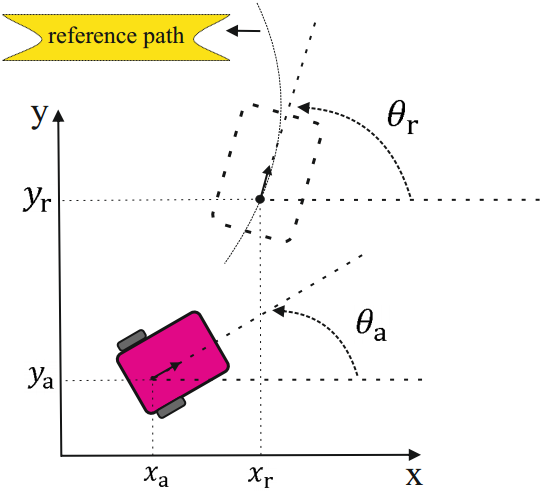 reference path
y
θr
yr
θa
ya
xa
xr
x